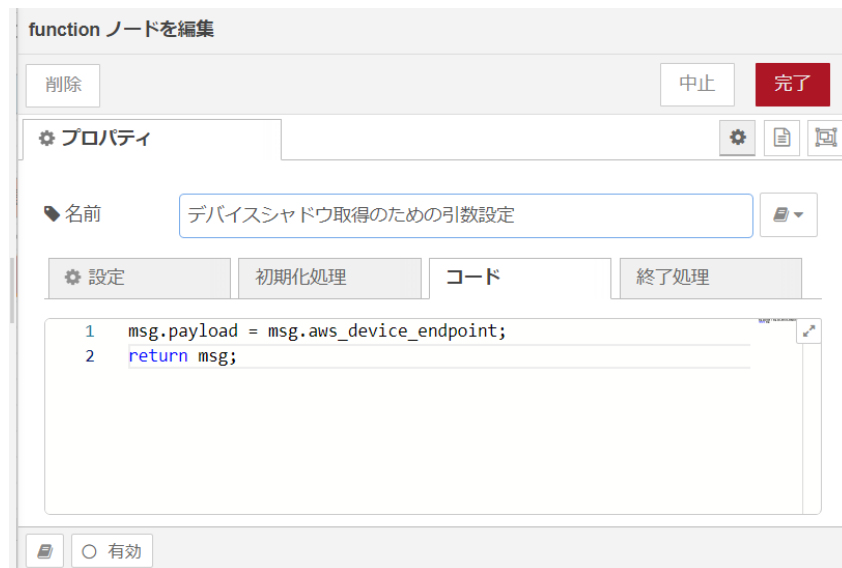 function ノードを編集
削除 中止 完了
プロパティ
名前 デバイスシャドウ取得のための引数設定
設定 初期化処理 コード 終了処理
1 msg.payload = msg.aws_device_endpoint;
2 return msg;
有効